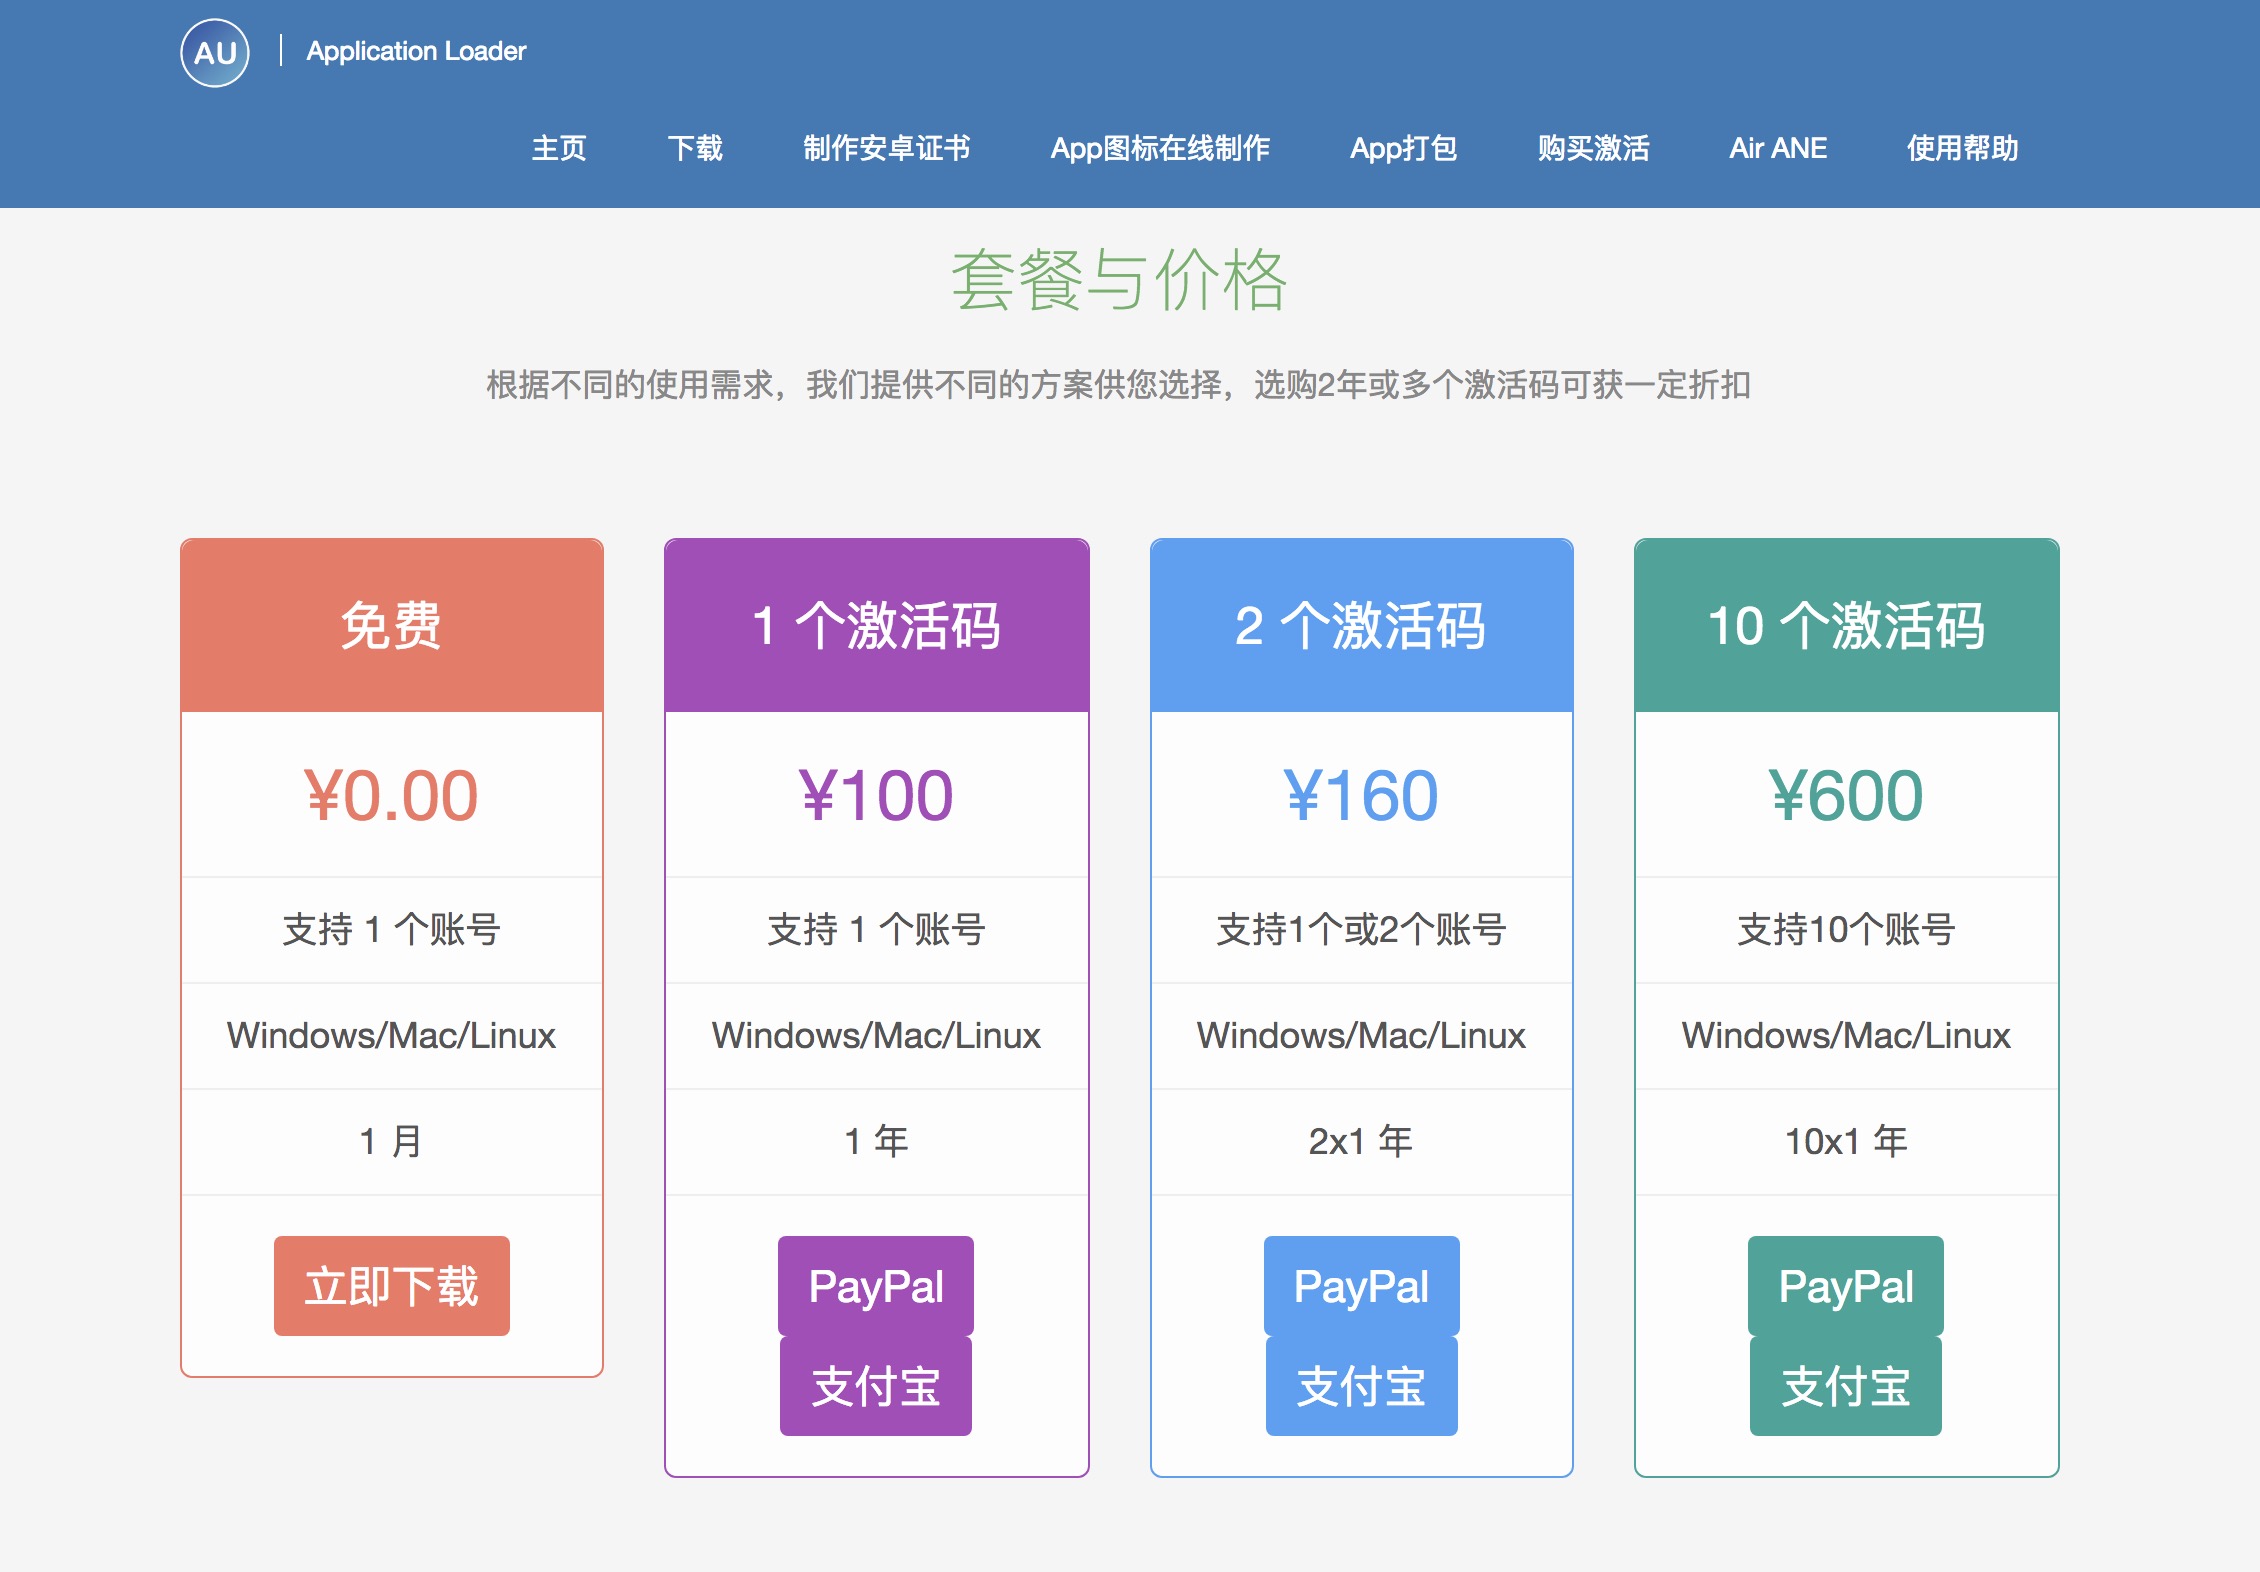 AU | Application Loader
主页 下载 制作安卓证书 App图标在线制作 App打包 购买激活 Air ANE 使用帮助
套餐与价格
根据不同的使用需求，我们提供不同的方案供您选择，选购2年或多个激活码可获一定折扣
免费
¥0.00
支持 1 个账号
Windows/Mac/Linux
1 月
立即下载
1 个激活码
¥100
支持 1 个账号
Windows/Mac/Linux
1 年
PayPal
支付宝
2 个激活码
¥160
支持1个或2个账号
Windows/Mac/Linux
2x1 年
PayPal
支付宝
10 个激活码
¥600
支持10个账号
Windows/Mac/Linux
10x1 年
PayPal
支付宝